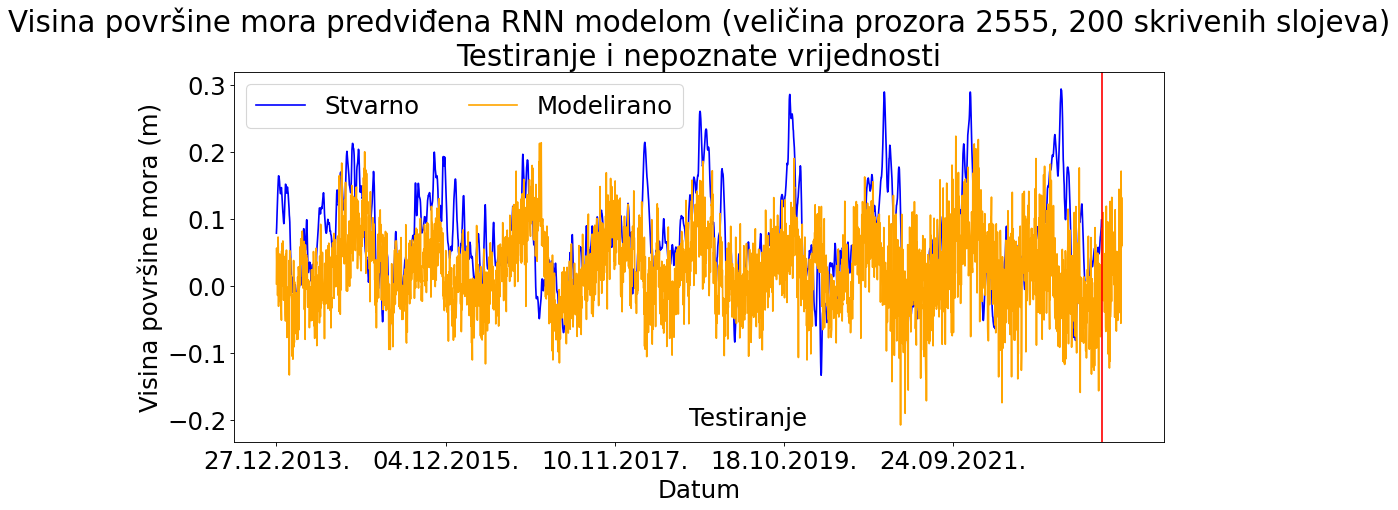 Visina površine mora predviđena RNN modelom (veličina prozora 2555, 200 skrivenih slojeva)
Testiranje i nepoznate vrijednosti
Stvarno
Modelirano
Visina površine mora (m)
0.3
0.2
0.1
0.0
−0.1
−0.2
Testiranje
27.12.2013. 04.12.2015. 10.11.2017. 18.10.2019. 24.09.2021.
Datum